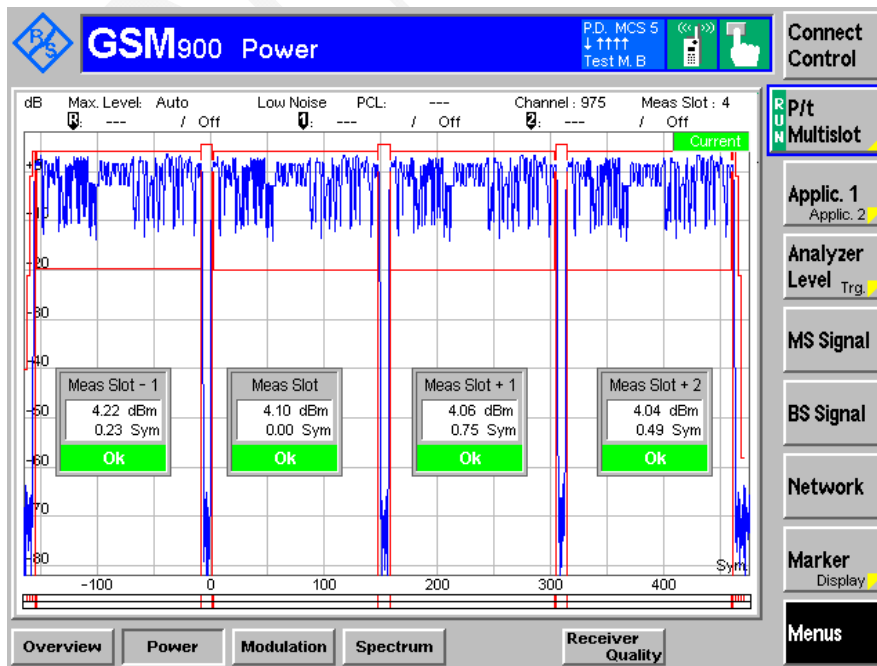 R/S
GSM900 Power
P.D. MCS 5
↓ ↑↑↑↑
Test M. B
Connect Control
dB Max. Level: Auto Low Noise PCL: --- Channel : 975 Meas Slot : 4
R: --- / Off 1: --- / Off 2: --- / Off
Current
RUN
P/t Multislot
Applic. 1
Applic. 2
Analyzer Level
Trg.
MS Signal
BS Signal
Network
Marker
Display
Menus
-20
-30
-40
-50
-60
-70
-80
Meas Slot - 1
4.22 dBm
0.23 Sym
Ok
Meas Slot
4.10 dBm
0.00 Sym
Ok
Meas Slot + 1
4.06 dBm
0.75 Sym
Ok
Meas Slot + 2
4.04 dBm
0.49 Sym
Ok
Sym
-100 0 100 200 300 400
Overview Power Modulation Spectrum Receiver Quality